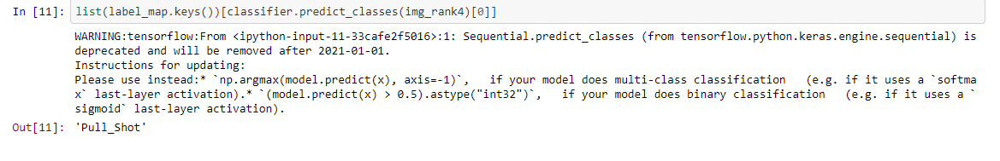 In [11]: list(label_map.keys())[classifier.predict_classes(img_rank4)[0]]
WARNING:tensorflow:From <ipython-input-11-33cafe2f5016>:1: Sequential.predict_classes (from tensorflow.python.keras.engine.sequential) is
deprecated and will be removed after 2021-01-01.
Instructions for updating:
Please use instead:* `np.argmax(model.predict(x), axis=-1)`,   if your model does multi-class classification   (e.g. if it uses a `softma
x` last-layer activation).* `(model.predict(x) > 0.5).astype("int32")`,   if your model does binary classification   (e.g. if it uses a `
sigmoid` last-layer activation).
Out[11]: 'Pull_Shot'